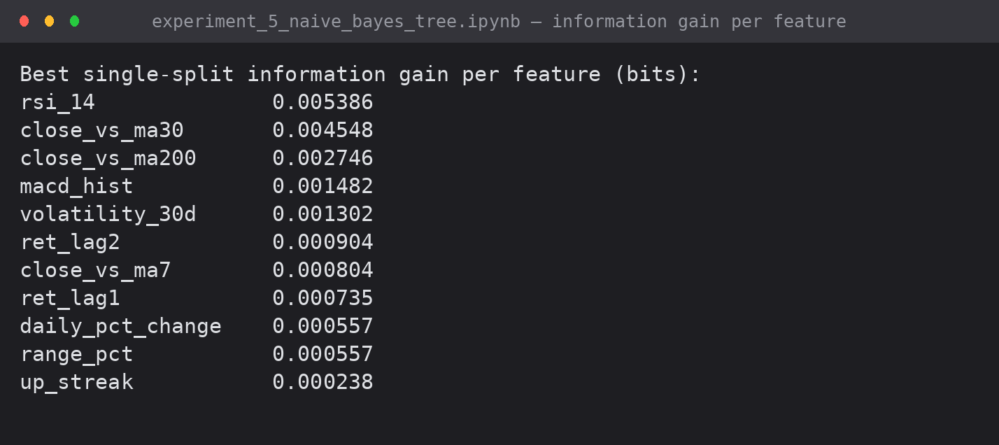 experiment_5_naive_bayes_tree.ipynb — information gain per feature
Best single-split information gain per feature (bits):
rsi_14 0.005386
close_vs_ma30 0.004548
close_vs_ma200 0.002746
macd_hist 0.001482
volatility_30d 0.001302
ret_lag2 0.000904
close_vs_ma7 0.000804
ret_lag1 0.000735
daily_pct_change 0.000557
range_pct 0.000557
up_streak 0.000238